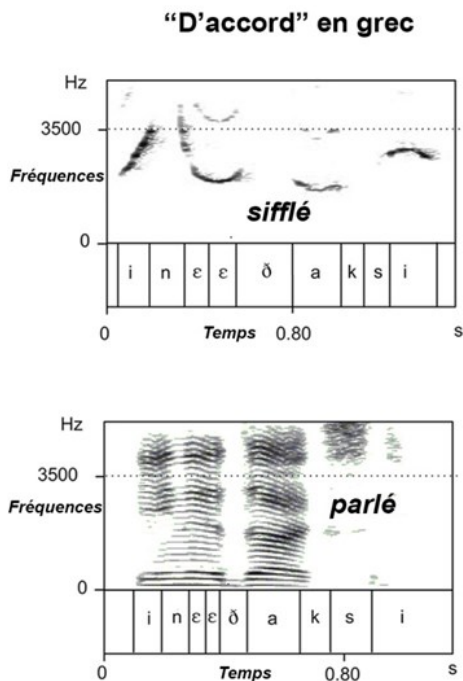 “D’accord” en grec
Hz
3500
Fréquences
sifflé
0
i n ε ε ð a k s i
0 Temps 0.80 s
Hz
3500
Fréquences
parlé
0
i n ε ε ð a k s i
0 Temps 0.80 s